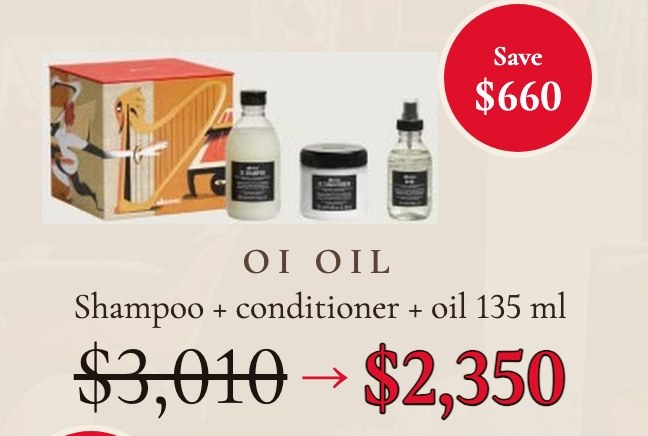 Save
$660
OI OIL
Shampoo + conditioner + oil 135 ml
$3,010 → $2,350